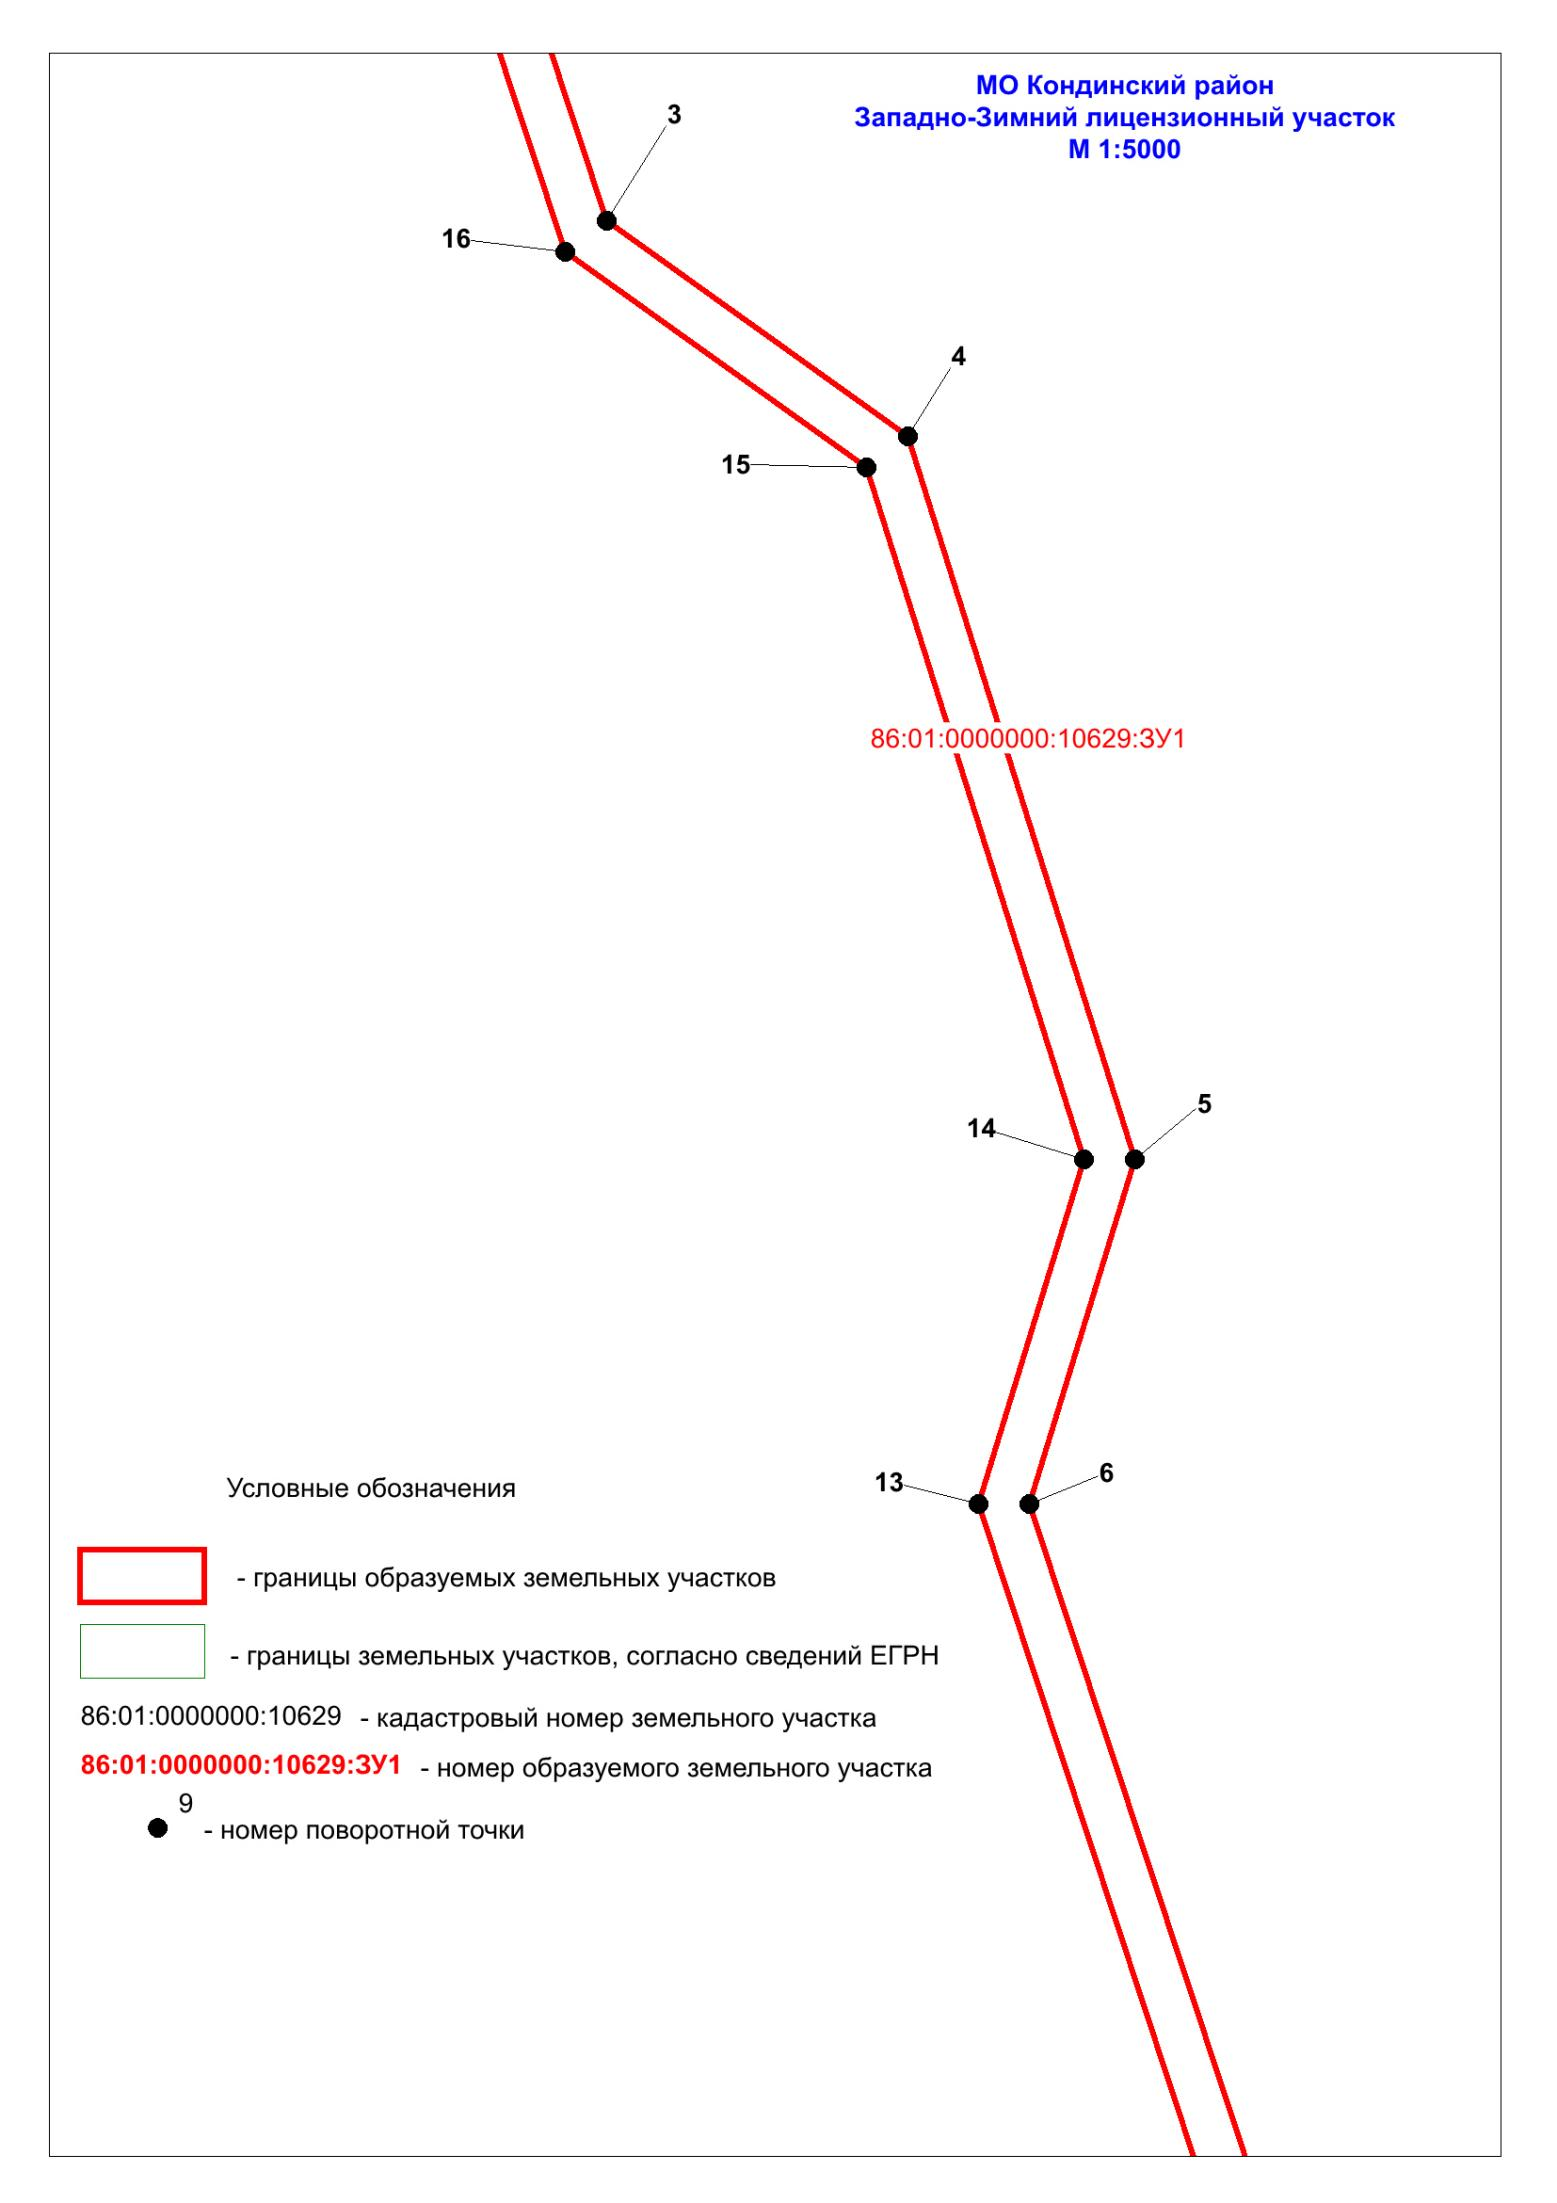 МО Кондинский район
Западно-Зимний лицензионный участок
М 1:5000
3
16
4
15
86:01:0000000:10629:ЗУ1
5
14
6
13
Условные обозначения
- границы образуемых земельных участков
- границы земельных участков, согласно сведений ЕГРН
86:01:0000000:10629 - кадастровый номер земельного участка
86:01:0000000:10629:ЗУ1 - номер образуемого земельного участка
9
- номер поворотной точки